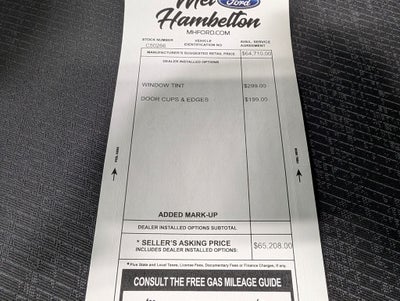 Mel Ford
Hambelton
MHFORD.COM
STOCK NUMBER VEHICLE IDENTIFICATION NO AVAIL. SERVICE AGREEMENT
C50266
MANUFACTURER'S SUGGESTED RETAIL PRICE $64,710.00
DEALER INSTALLED OPTIONS
WINDOW TINT $299.00
DOOR CUPS & EDGES $199.00
ADDED MARK-UP
DEALER INSTALLED OPTIONS SUBTOTAL
* SELLER'S ASKING PRICE
INCLUDES DEALER INSTALLED OPTIONS: $65,208.00
* Plus State and Local Taxes, License Fees, Documentary Fees or Finance Charges, if any.
CONSULT THE FREE GAS MILEAGE GUIDE